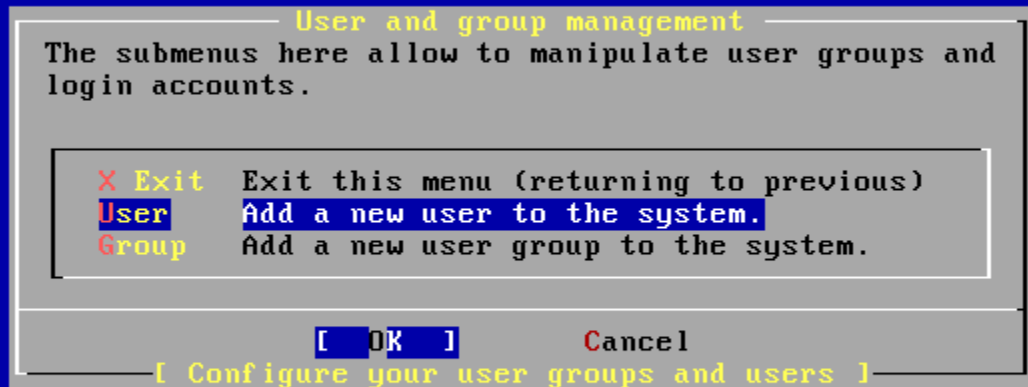 User and group management
The submenus here allow to manipulate user groups and
login accounts.
X Exit Exit this menu (returning to previous)
User Add a new user to the system.
Group Add a new user group to the system.
[ OK ] Cancel
[ Configure your user groups and users ]